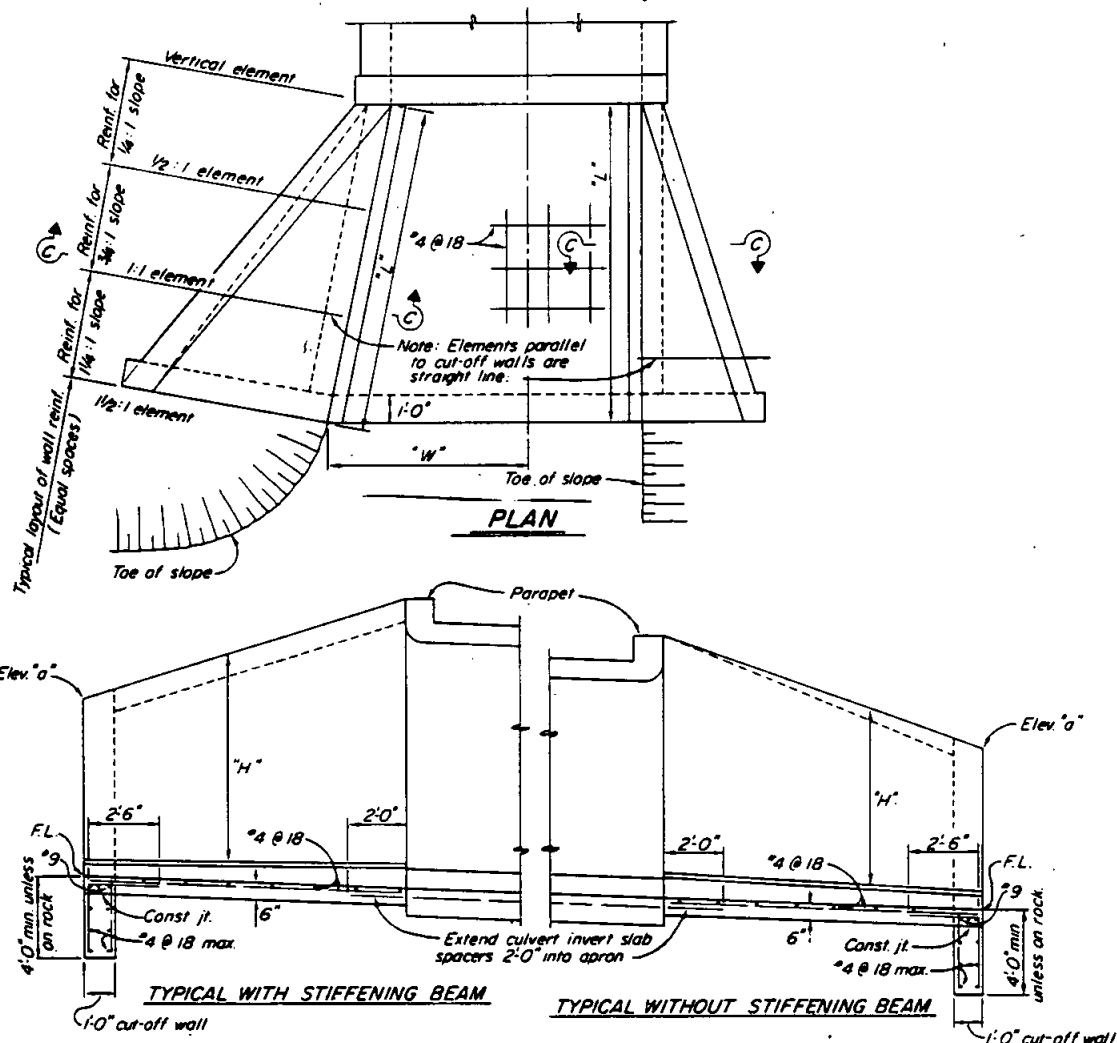 Vertical element
Reinf. for
1/4:1 slope
1/2:1 element
Reinf. for
3/4:1 slope
1:1 element
Reinf. for
1 1/4:1 slope
1 1/2:1 element
Typical layout of wall reinf.
(Equal spaces)
C
C
C
C
"L"
"L"
#4 @ 18
Note: Elements parallel
to cut-off walls are
straight line.
1'-0"
"W"
Toe of slope
Toe of slope
PLAN
Parapet
Elev. "a"
Elev. "a"
"H"
"H"
2'-6"
2'-0"
2'-0"
2'-6"
F.L.
#9
#4 @ 18
#4 @ 18
F.L.
#9
Const. jt.
6"
#4 @ 18 max.
4'-0" min. unless
on rock
Extend culvert invert slab
spacers 2'-0" into apron
6"
Const. jt.
#4 @ 18 max.
4'-0" min
unless on rock
TYPICAL WITH STIFFENING BEAM
TYPICAL WITHOUT STIFFENING BEAM
1'-0" cut-off wall
1'-0" cut-off wall